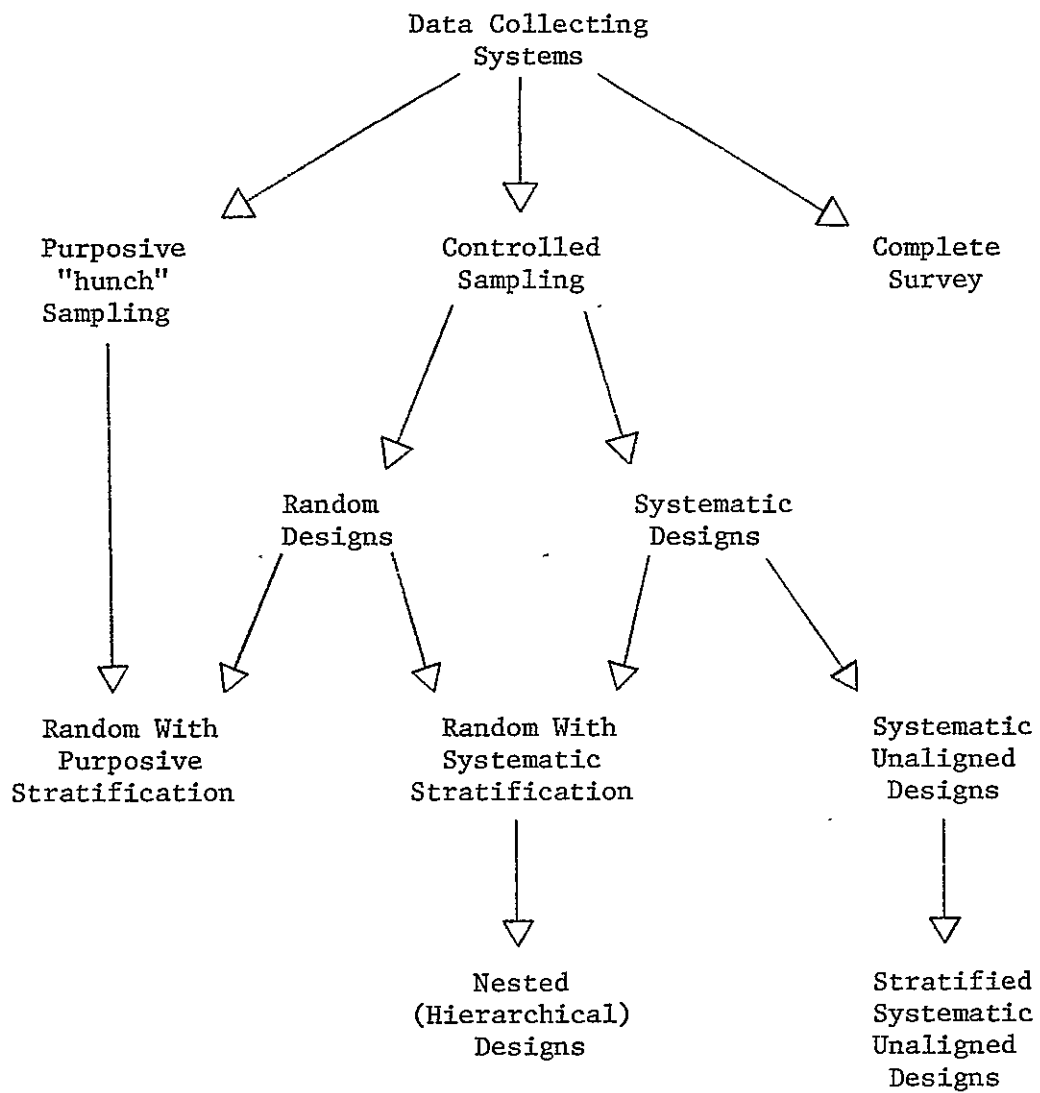 Data Collecting
Systems
Purposive
"hunch"
Sampling
Controlled
Sampling
Complete
Survey
Random
Designs
Systematic
Designs
Random With
Purposive
Stratification
Random With
Systematic
Stratification
Systematic
Unaligned
Designs
Nested
(Hierarchical)
Designs
Stratified
Systematic
Unaligned
Designs